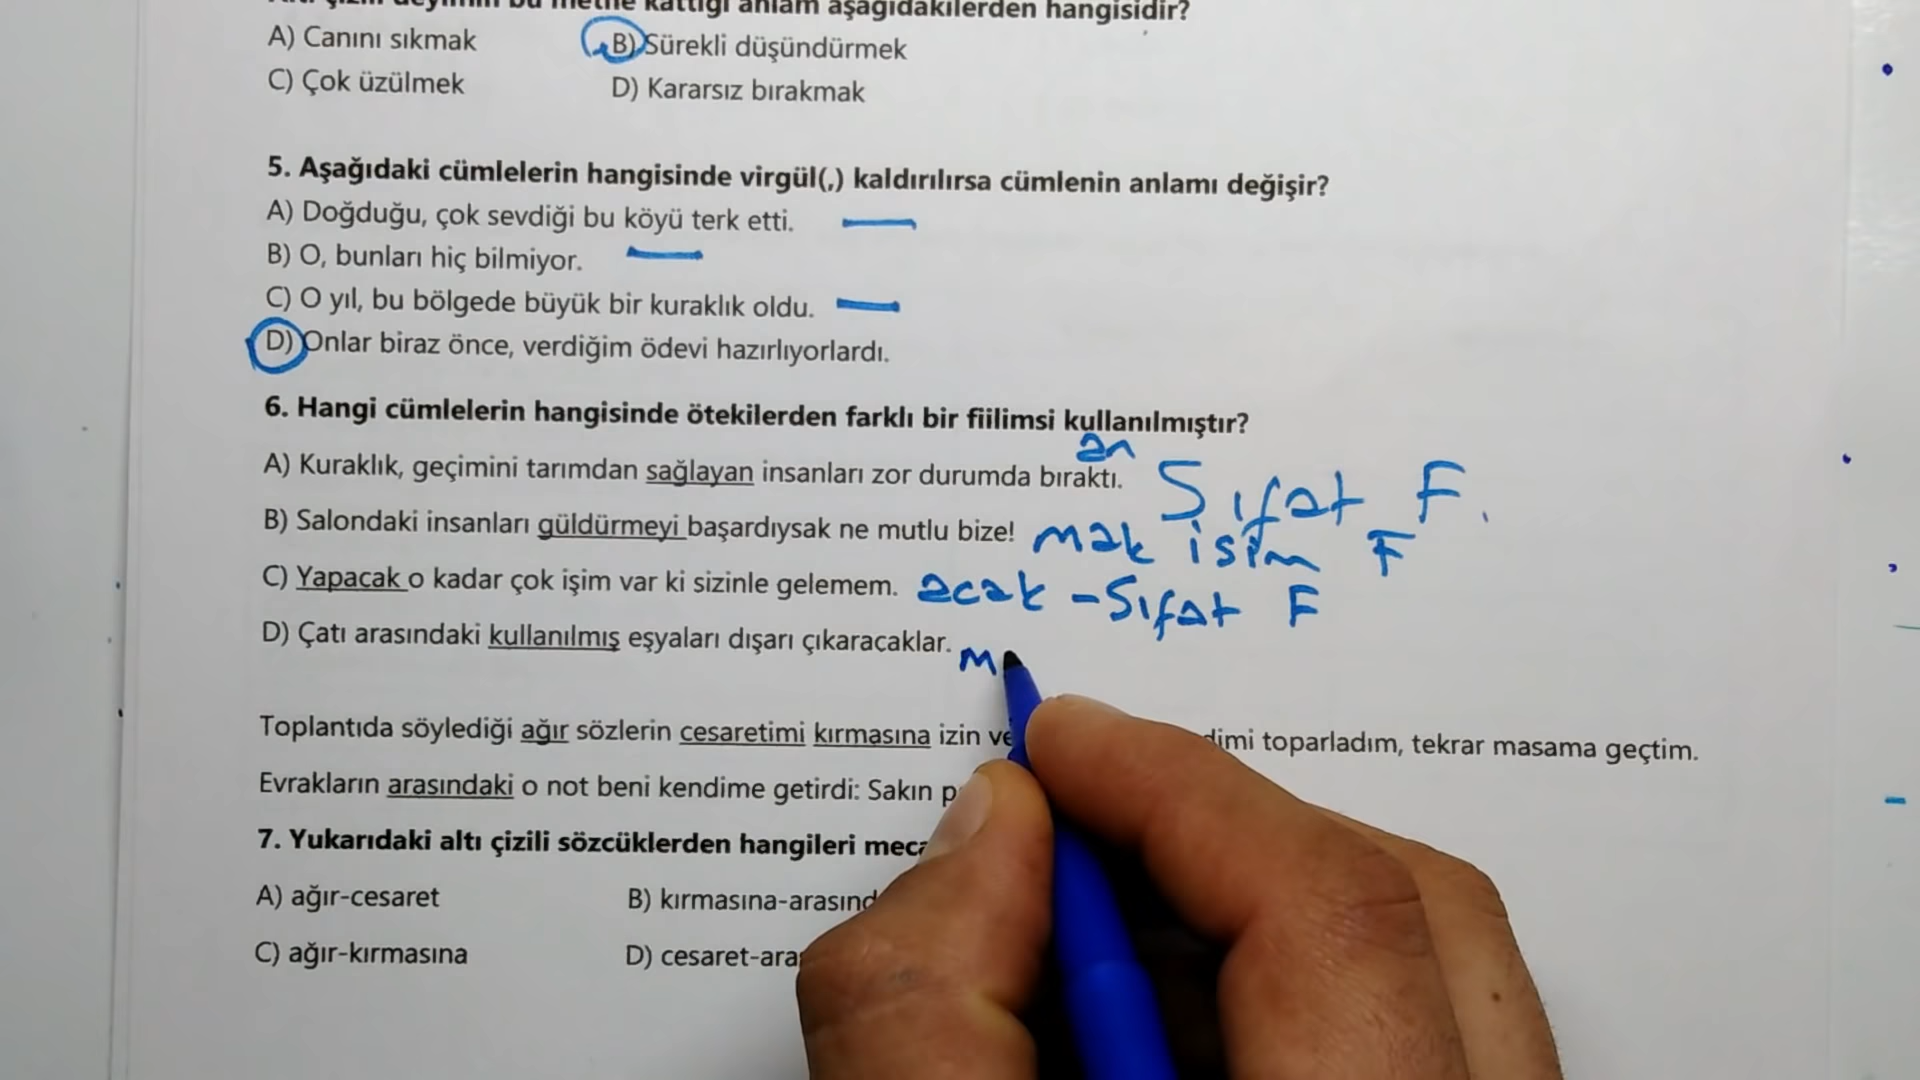 kattığı anlam aşağıdakilerden hangisidir?
A) Canını sıkmak B) Sürekli düşündürmek
C) Çok üzülmek D) Kararsız bırakmak
5. Aşağıdaki cümlelerin hangisinde virgül(,) kaldırılırsa cümlenin anlamı değişir?
A) Doğduğu, çok sevdiği bu köyü terk etti.
B) O, bunları hiç bilmiyor.
C) O yıl, bu bölgede büyük bir kuraklık oldu.
D) Onlar biraz önce, verdiğim ödevi hazırlıyorlardı.
6. Hangi cümlelerin hangisinde ötekilerden farklı bir fiilimsi kullanılmıştır?
A) Kuraklık, geçimini tarımdan sağlayan insanları zor durumda bıraktı. an Sıfat F.
B) Salondaki insanları güldürmeyi başardıysak ne mutlu bize! mak isim F
C) Yapacak o kadar çok işim var ki sizinle gelemem. acak - Sıfat F
D) Çatı arasındaki kullanılmış eşyaları dışarı çıkaracaklar. m
Toplantıda söylediği ağır sözlerin cesaretimi kırmasına izin toparladım, tekrar masama geçtim.
Evrakların arasındaki o not beni kendime getirdi: Sakın
7. Yukarıdaki altı çizili sözcüklerden hangileri
A) ağır-cesaret B) kırmasına-
C) ağır-kırmasına D) cesaret-